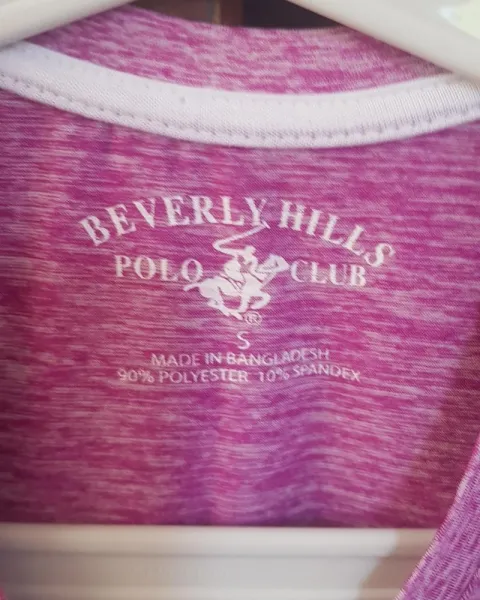 BEVERLY HILLS
POLO CLUB
®
S
MADE IN BANGLADESH
90% POLYESTER 10% SPANDEX